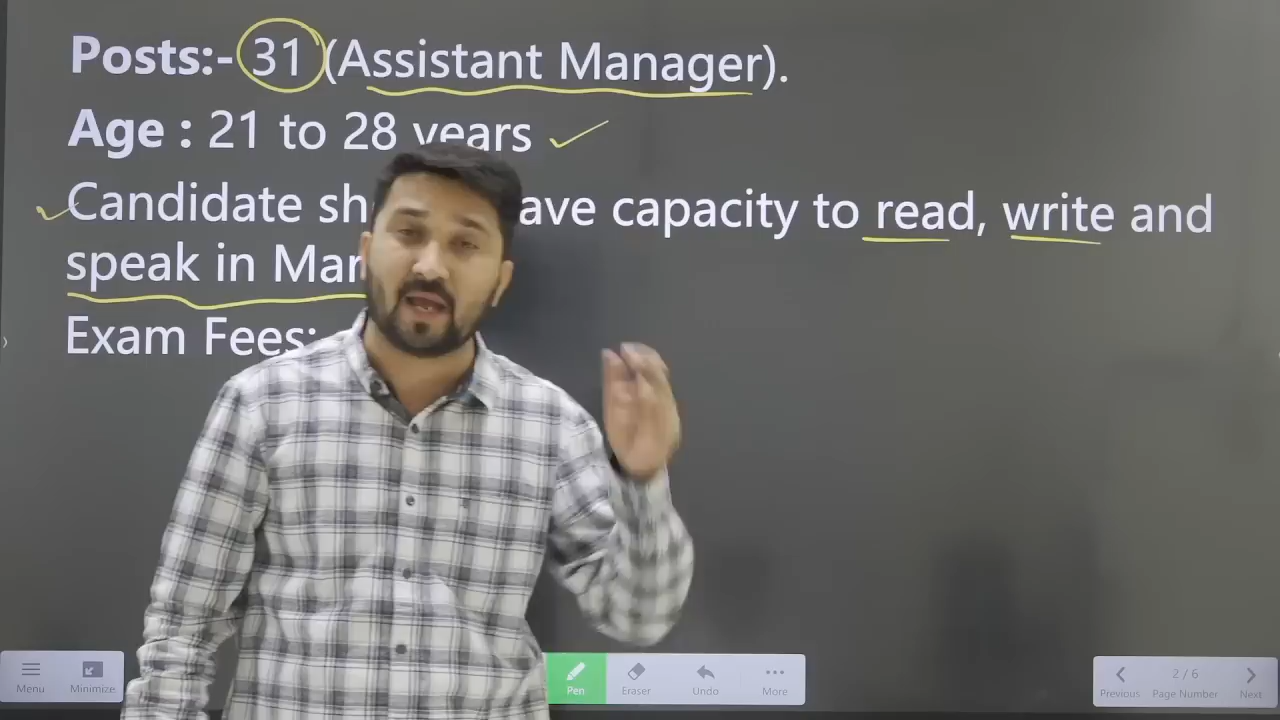 Posts:- 31 (Assistant Manager).
Age : 21 to 28 years
Candidate capacity to read, write and
speak in
Exam Fees:
Menu
Minimize
Pen
Eraser
Undo
More
Previous
2 / 6
Page Number
Next